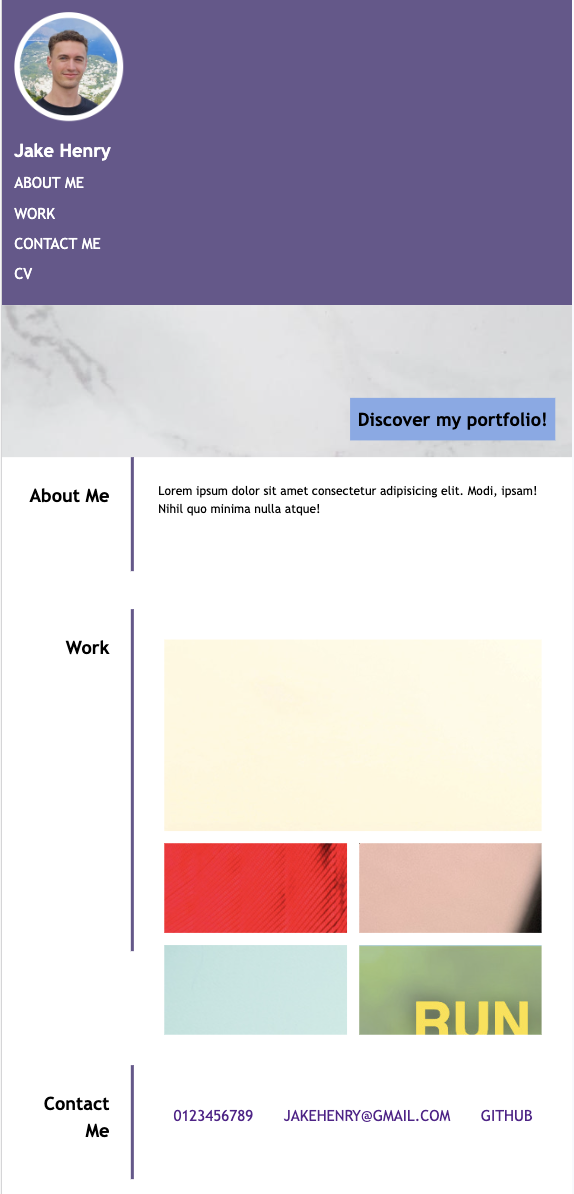 Jake Henry
ABOUT ME
WORK
CONTACT ME
CV
Discover my portfolio!
About Me
Lorem ipsum dolor sit amet consectetur adipisicing elit. Modi, ipsam!
Nihil quo minima nulla atque!
Work
RUN
Contact
Me
0123456789 JAKEHENRY@GMAIL.COM GITHUB